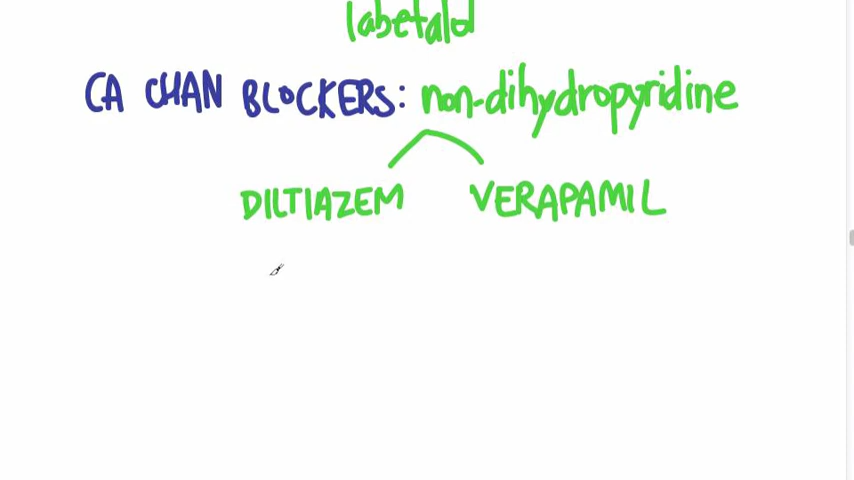 labetalol
CA CHAN BLOCKERS: non-dihydropyridine
DILTIAZEM VERAPAMIL